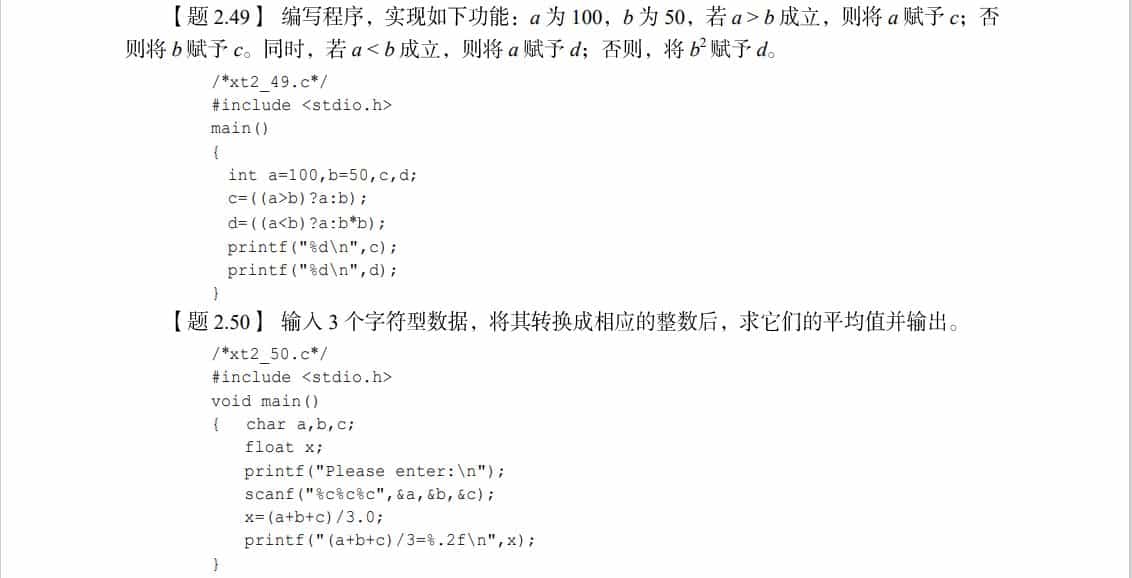 【题 2.49】 编写程序，实现如下功能：a 为 100，b 为 50，若 a > b 成立，则将 a 赋予 c；否
则将 b 赋予 c。同时，若 a < b 成立，则将 a 赋予 d；否则，将 b² 赋予 d。
/*xt2_49.c*/
#include <stdio.h>
main()
{
int a=100,b=50,c,d;
c=((a>b)?a:b);
d=((a<b)?a:b*b);
printf("%d\n",c);
printf("%d\n",d);
}
【题 2.50】 输入 3 个字符型数据，将其转换成相应的整数后，求它们的平均值并输出。
/*xt2_50.c*/
#include <stdio.h>
void main()
{ char a,b,c;
float x;
printf("Please enter:\n");
scanf("%c%c%c",&a,&b,&c);
x=(a+b+c)/3.0;
printf("(a+b+c)/3=%.2f\n",x);
}